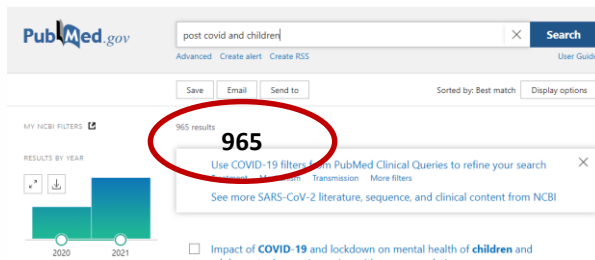 PubMed.gov
post covid and children
Search
Advanced Create alert Create RSS
User Guide
Save Email Send to
Sorted by: Best match Display options
MY NCBI FILTERS
965 results
965
RESULTS BY YEAR
Use COVID-19 filters from PubMed Clinical Queries to refine your search
Treatment Mechanism Transmission More filters
See more SARS-CoV-2 literature, sequence, and clinical content from NCBI
2020 2021
Impact of COVID-19 and lockdown on mental health of children and